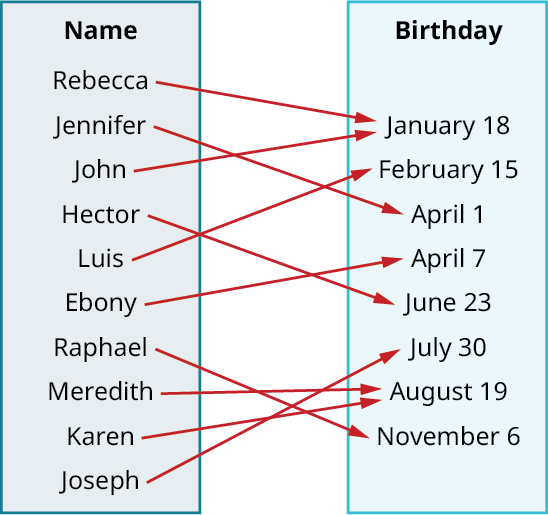 Name
Rebecca
Jennifer
John
Hector
Luis
Ebony
Raphael
Meredith
Karen
Joseph
Birthday
January 18
February 15
April 1
April 7
June 23
July 30
August 19
November 6